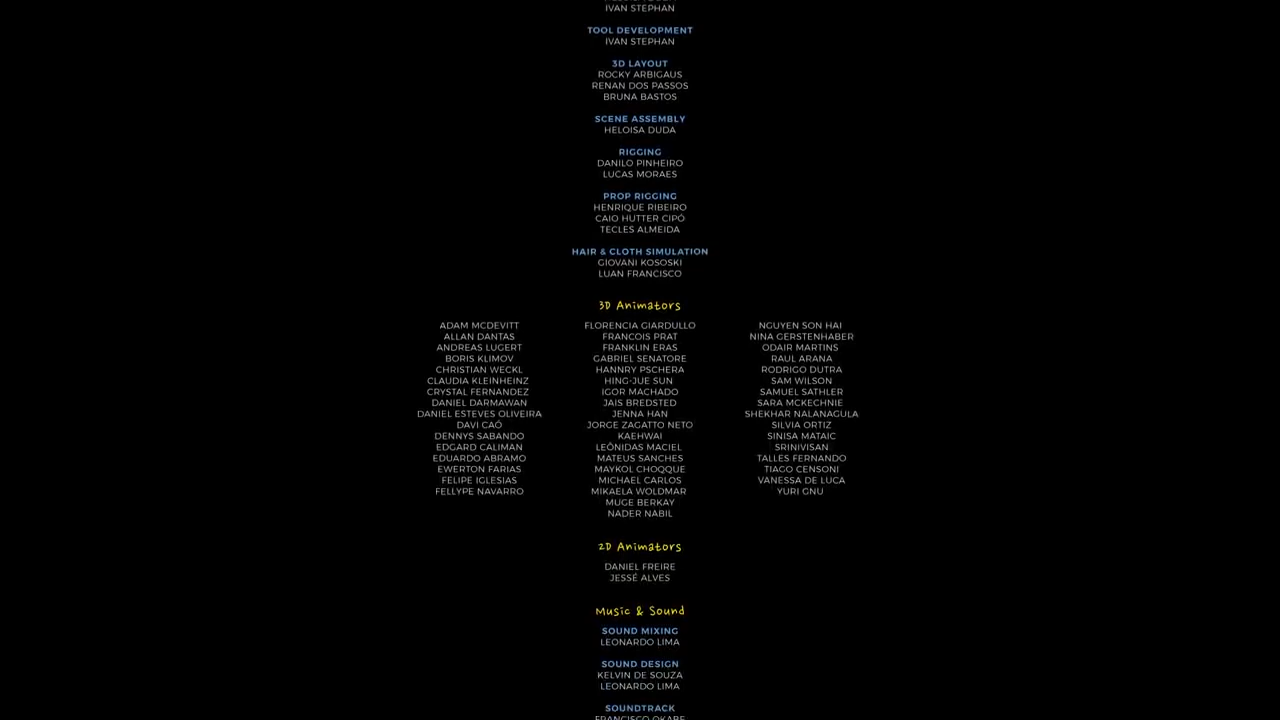 IVAN STEPHAN
TOOL DEVELOPMENT
IVAN STEPHAN
3D LAYOUT
ROCKY ARBIGAUS
RENAN DOS PASSOS
BRUNA BASTOS
SCENE ASSEMBLY
HELOISA DUDA
RIGGING
DANILO PINHEIRO
LUCAS MORAES
PROP RIGGING
HENRIQUE RIBEIRO
CAIO HUTTER CIPÓ
TECLES ALMEIDA
HAIR & CLOTH SIMULATION
GIOVANI KOSOSKI
LUAN FRANCISCO
3D Animators
ADAM MCDEVITT
ALLAN DANTAS
ANDREAS LUGERT
BORIS KLIMOV
CHRISTIAN WECKL
CLAUDIA KLEINHEINZ
CRYSTAL FERNANDEZ
DANIEL DARMAWAN
DANIEL ESTEVES OLIVEIRA
DAVI CAÓ
DENNYS SABANDO
EDGARD CALIMAN
EDUARDO ABRAMO
EWERTON FARIAS
FELIPE IGLESIAS
FELLYPE NAVARRO
FLORENCIA GIARDULLO
FRANCOIS PRAT
FRANKLIN ERAS
GABRIEL SENATORE
HANNRY PSCHERA
HING-JUE SUN
IGOR MACHADO
JAIS BREDSTED
JENNA HAN
JORGE ZAGATTO NETO
KAEHWAI
LEÔNIDAS MACIEL
MATEUS SANCHES
MAYKOL CHOQQUE
MICHAEL CARLOS
MIKAELA WOLDMAR
MUGE BERKAY
NADER NABIL
NGUYEN SON HAI
NINA GERSTENHABER
ODAIR MARTINS
RAUL ARANA
RODRIGO DUTRA
SAM WILSON
SAMUEL SATHLER
SARA MCKECHNIE
SHEKHAR NALANAGULA
SILVIA ORTIZ
SINISA MATAIC
SRINIVISAN
TALLES FERNANDO
TIAGO CENSONI
VANESSA DE LUCA
YURI GNU
2D Animators
DANIEL FREIRE
JESSÉ ALVES
Music & Sound
SOUND MIXING
LEONARDO LIMA
SOUND DESIGN
KELVIN DE SOUZA
LEONARDO LIMA
SOUNDTRACK
FRANCISCO OKABE